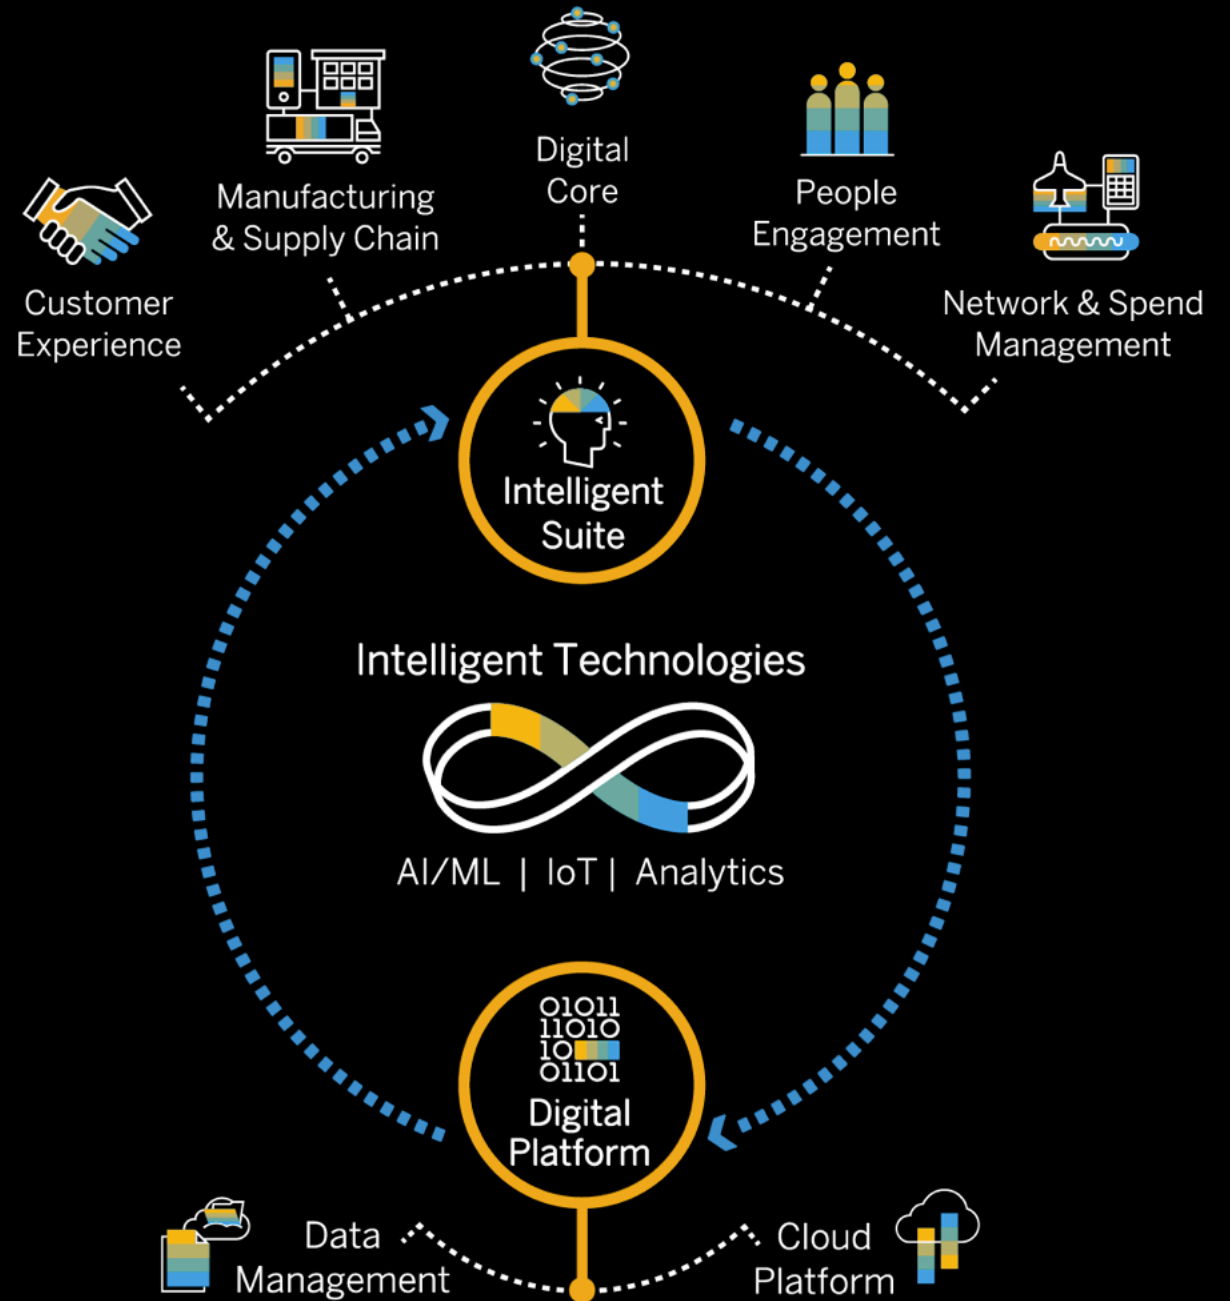 Digital
Core
Manufacturing
& Supply Chain
People
Engagement
Customer
Experience
Network & Spend
Management
Intelligent
Suite
Intelligent Technologies
AI/ML | IoT | Analytics
01011
11010
10
01101
Digital
Platform
Data
Management
Cloud
Platform